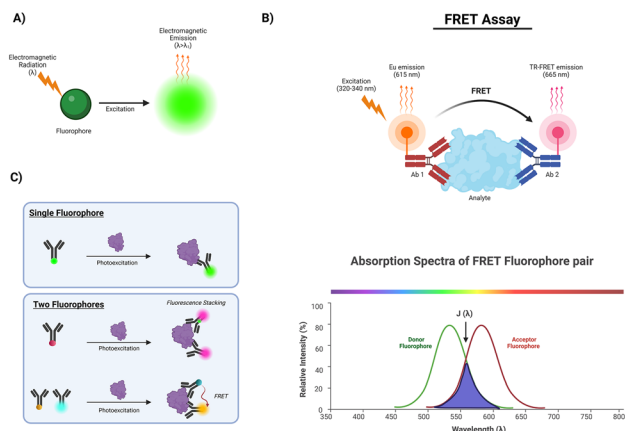 A)
Electromagnetic
Radiation
(λ)
Fluorophore
Excitation
Electromagnetic
Emission
(λ>λ₁)
B)
FRET Assay
Excitation
(320-340 nm)
Eu emission
(615 nm)
FRET
TR-FRET emission
(665 nm)
Ab 1
Analyte
Ab 2
C)
Single Fluorophore
Photoexcitation
Two Fluorophores
Fluorescence Stacking
Photoexcitation
Photoexcitation
FRET
Absorption Spectra of FRET Fluorophore pair
Relative Intensity (%)
100
80
60
40
20
0
J (λ)
Donor
Fluorophore
Acceptor
Fluorophore
350
400
500
550
600
650
700
750
800
Wavelength (λ)